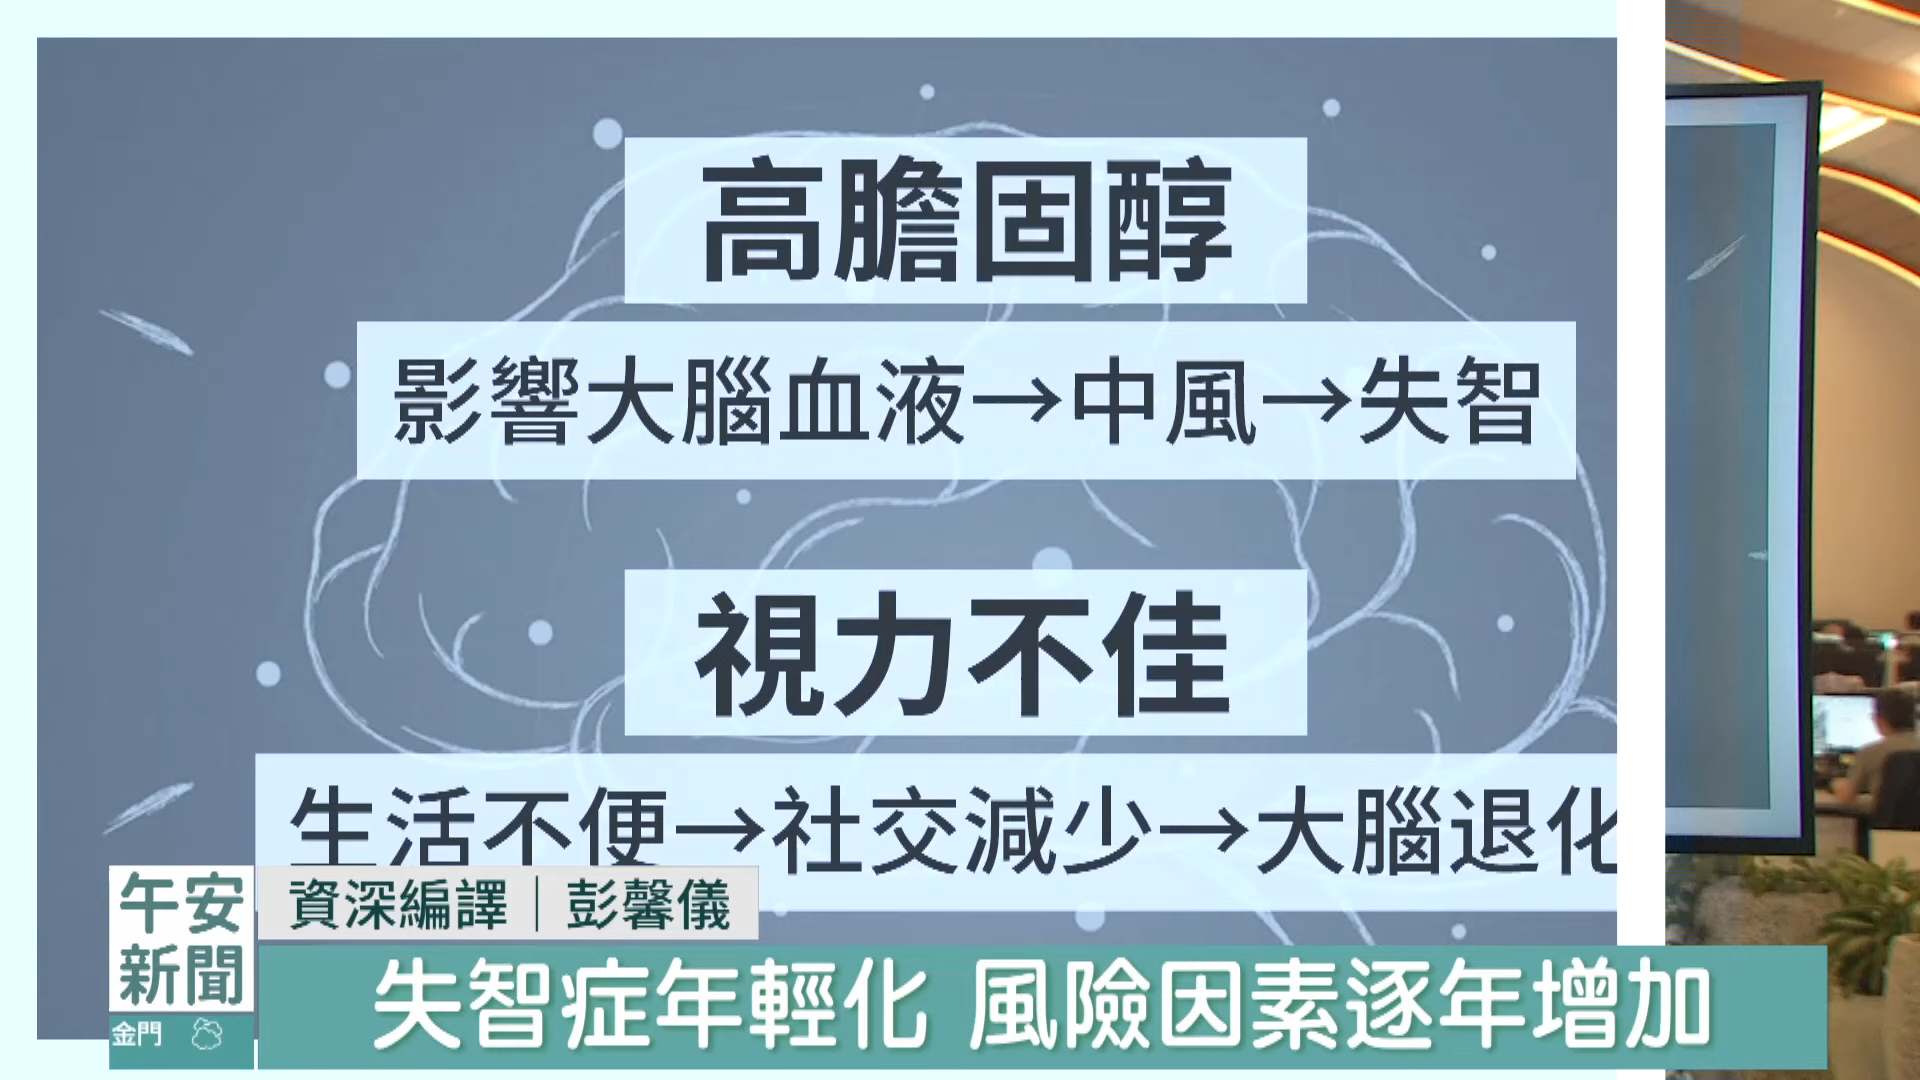 高膽固醇
影響大腦血液→中風→失智
視力不佳
生活不便→社交減少→大腦退化
資深編譯｜彭馨儀
午安
新聞
失智症年輕化 風險因素逐年增加
金門